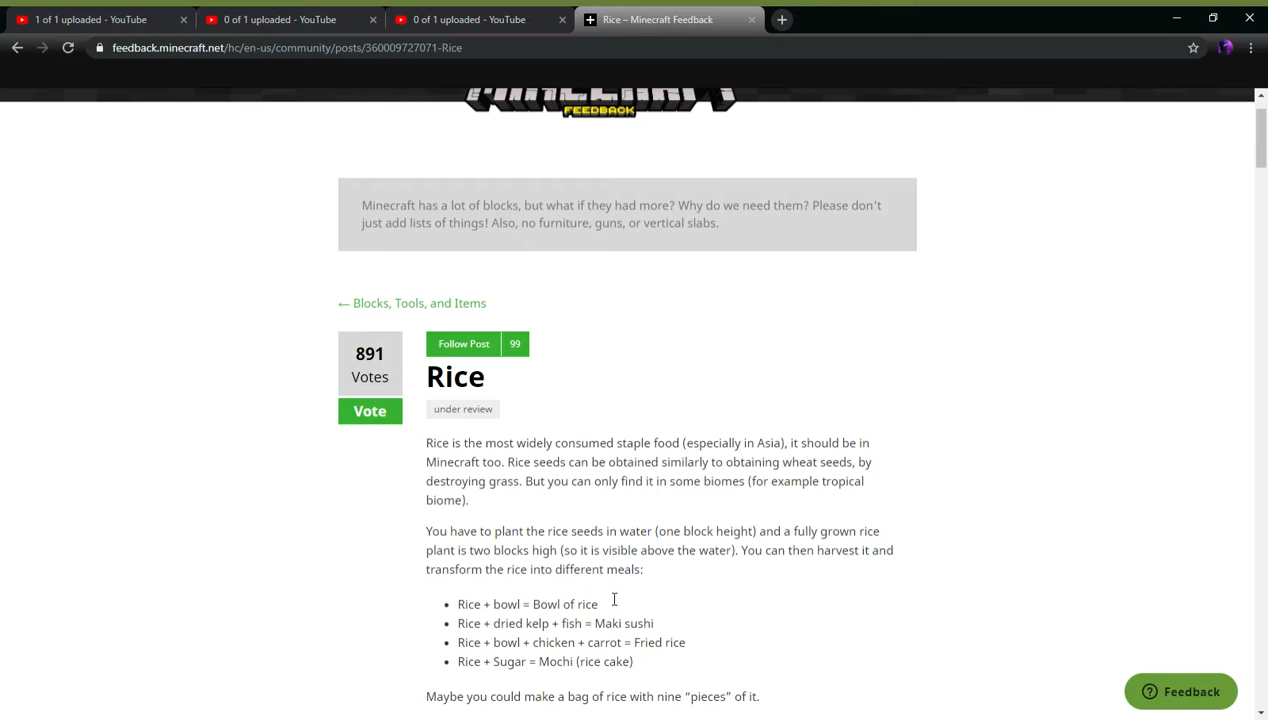 1 of 1 uploaded - YouTube
0 of 1 uploaded - YouTube
0 of 1 uploaded - YouTube
Rice – Minecraft Feedback
feedback.minecraft.net/hc/en-us/community/posts/360009727071-Rice
MINECRAFT
FEEDBACK
Minecraft has a lot of blocks, but what if they had more? Why do we need them? Please don't
just add lists of things! Also, no furniture, guns, or vertical slabs.
← Blocks, Tools, and Items
891
Votes
Vote
Follow Post 99
Rice
under review
Rice is the most widely consumed staple food (especially in Asia), it should be in
Minecraft too. Rice seeds can be obtained similarly to obtaining wheat seeds, by
destroying grass. But you can only find it in some biomes (for example tropical
biome).
You have to plant the rice seeds in water (one block height) and a fully grown rice
plant is two blocks high (so it is visible above the water). You can then harvest it and
transform the rice into different meals:
• Rice + bowl = Bowl of rice
• Rice + dried kelp + fish = Maki sushi
• Rice + bowl + chicken + carrot = Fried rice
• Rice + Sugar = Mochi (rice cake)
Maybe you could make a bag of rice with nine “pieces” of it.
Feedback